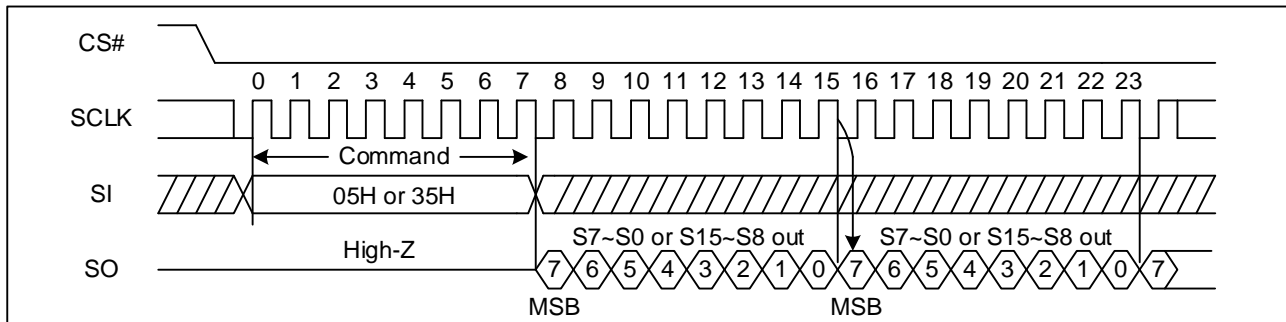 CS#
0 1 2 3 4 5 6 7 8 9 10 11 12 13 14 15 16 17 18 19 20 21 22 23
SCLK
Command
SI
05H or 35H
High-Z
S7~S0 or S15~S8 out
S7~S0 or S15~S8 out
SO
7 6 5 4 3 2 1 0 7 6 5 4 3 2 1 0 7
MSB
MSB